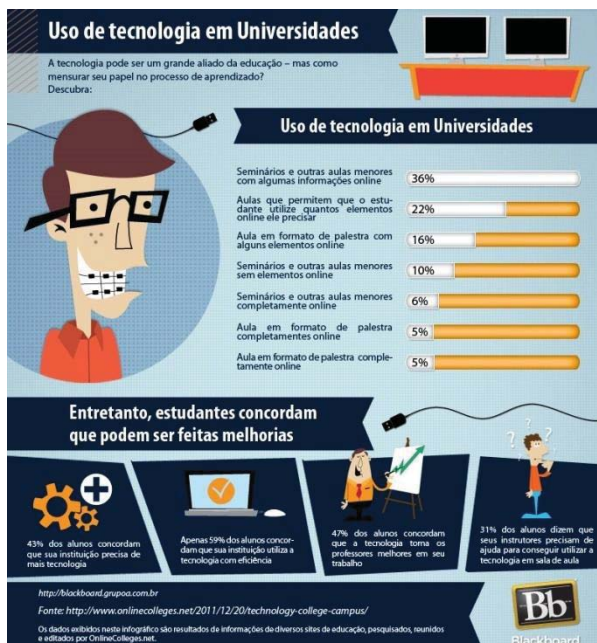 Uso de tecnologia em Universidades
A tecnologia pode ser um grande aliado da educação – mas como
mensurar seu papel no processo de aprendizado?
Descubra:
Uso de tecnologia em Universidades
Seminários e outras aulas menores
com algumas informações online
36%
Aulas que permitem que o estu-
dante utilize quantos elementos
online ele precisar
22%
Aula em formato de palestra com
alguns elementos online
16%
Seminários e outras aulas menores
sem elementos online
10%
Seminários e outras aulas menores
completamente online
6%
Aula em formato de palestra
completamentes online
5%
Aula em formato de palestra comple-
tamente online
5%
Entretanto, estudantes concordam
que podem ser feitas melhorias
43% dos alunos concordam
que sua instituição precisa de
mais tecnologia
Apenas 59% dos alunos concor-
dam que sua instituição utiliza a
tecnologia com eficiência
47% dos alunos concordam
que a tecnologia torna os
professores melhores em seu
trabalho
? ? ?
31% dos alunos dizem que
seus instrutores precisam de
ajuda para conseguir utilizar a
tecnologia em sala de aula
http://blackboard.grupoa.com.br
Fonte: http://www.onlinecolleges.net/2011/12/20/technology-college-campus/
Os dados exibidos neste infográfico são resultados de informações de diversos sites de educação, pesquisados, reunidos
e editados por OnlineColleges.net.
Bb
Blackboard